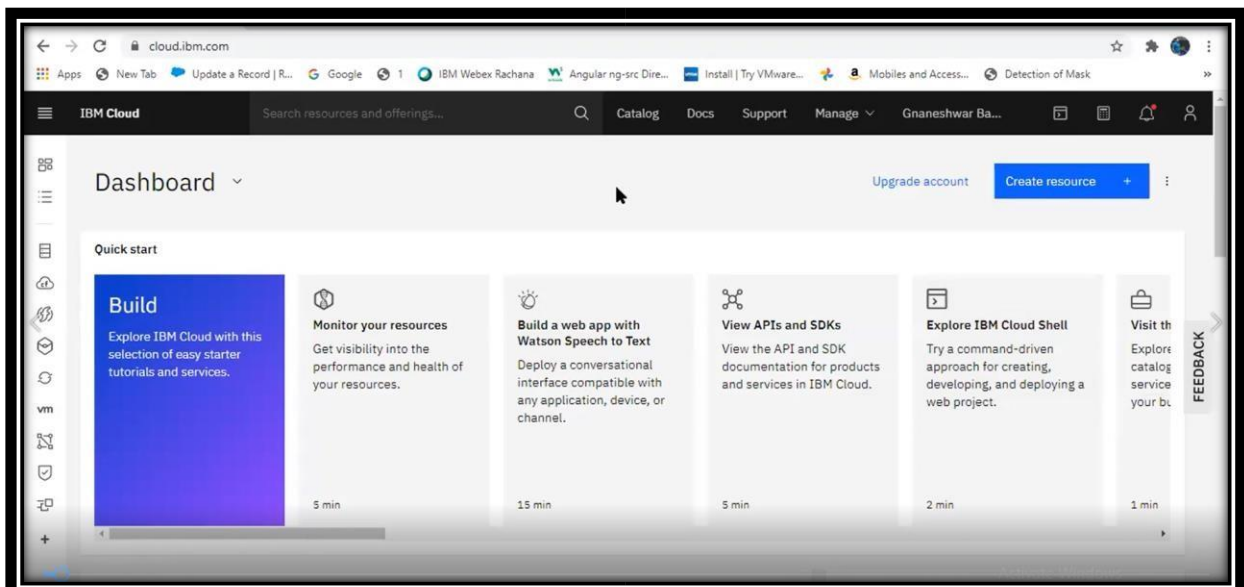 cloud.ibm.com
Apps New Tab Update a Record | R... Google 1 IBM Webex Rachana Angular ng-src Dire... Install | Try VMware... a Mobiles and Access... Detection of Mask »
IBM Cloud Search resources and offerings... Catalog Docs Support Manage Gnaneshwar Ba...
Dashboard Upgrade account Create resource +
Quick start
Build
Explore IBM Cloud with this
selection of easy starter
tutorials and services.
Monitor your resources
Get visibility into the
performance and health of
your resources.
5 min
Build a web app with
Watson Speech to Text
Deploy a conversational
interface compatible with
any application, device, or
channel.
15 min
View APIs and SDKs
View the API and SDK
documentation for products
and services in IBM Cloud.
5 min
Explore IBM Cloud Shell
Try a command-driven
approach for creating,
developing, and deploying a
web project.
2 min
Visit th
Explore
catalog
service
your bu
1 min
FEEDBACK
vm